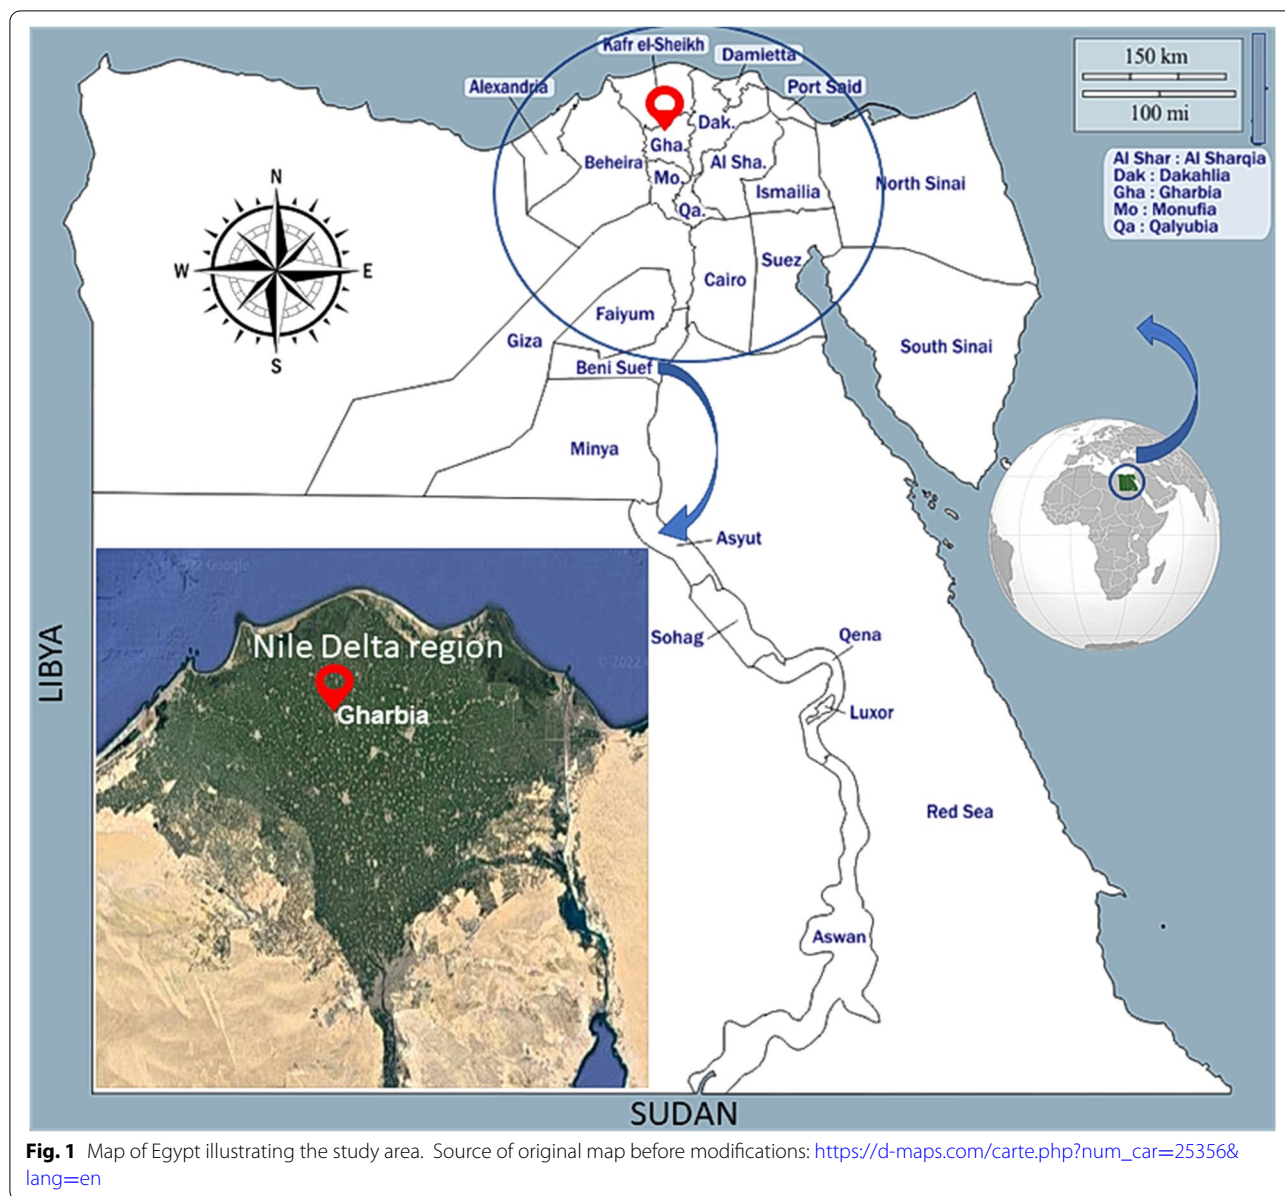 Kafr el-Sheikh
Damietta
Alexandria
Port Said
150 km
100 mi
Dak.
Gha.
Beheira
Al Sha.
Mo.
Ismailia
Qa.
North Sinai
Al Shar : Al Sharqia
Dak : Dakahlia
Gha : Gharbia
Mo : Monufia
Qa : Qalyubia
N
W
E
S
Suez
Cairo
Faiyum
Giza
South Sinai
Beni Suef
Minya
Asyut
Sohag
Qena
Luxor
Red Sea
Aswan
LIBYA
Nile Delta region
© 2022
Gharbia
SUDAN
Fig. 1 Map of Egypt illustrating the study area. Source of original map before modifications: https://d-maps.com/carte.php?num_car=25356&
lang=en